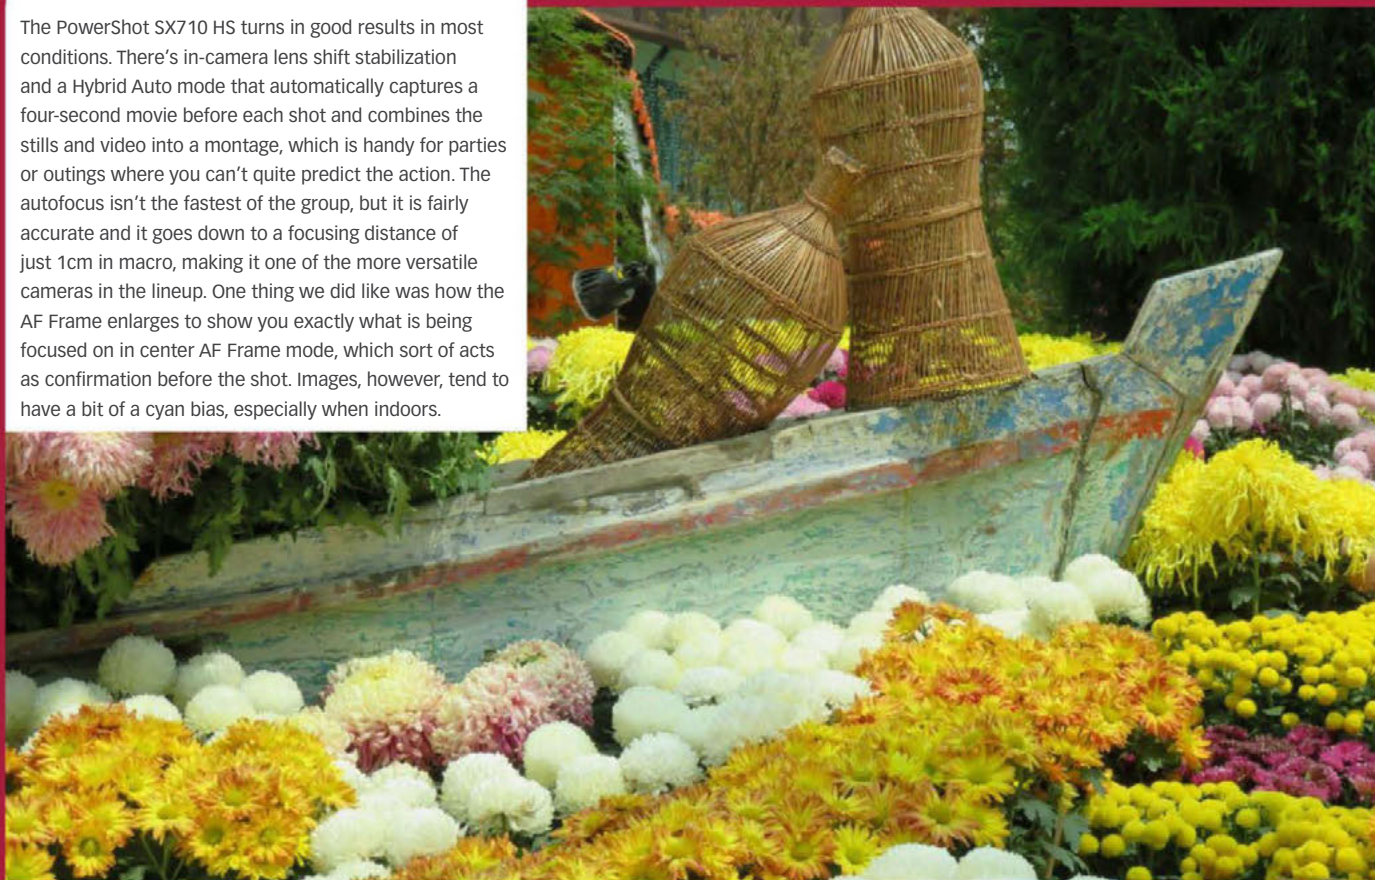 The PowerShot SX710 HS turns in good results in most
conditions. There’s in-camera lens shift stabilization
and a Hybrid Auto mode that automatically captures a
four-second movie before each shot and combines the
stills and video into a montage, which is handy for parties
or outings where you can’t quite predict the action. The
autofocus isn’t the fastest of the group, but it is fairly
accurate and it goes down to a focusing distance of
just 1cm in macro, making it one of the more versatile
cameras in the lineup. One thing we did like was how the
AF Frame enlarges to show you exactly what is being
focused on in center AF Frame mode, which sort of acts
as confirmation before the shot. Images, however, tend to
have a bit of a cyan bias, especially when indoors.